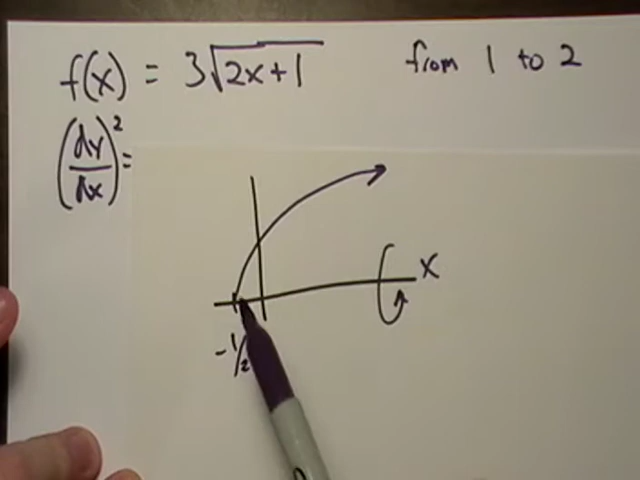 f(x) = 3√(2x+1) from 1 to 2
(dy/dx)² =
x
-1/2